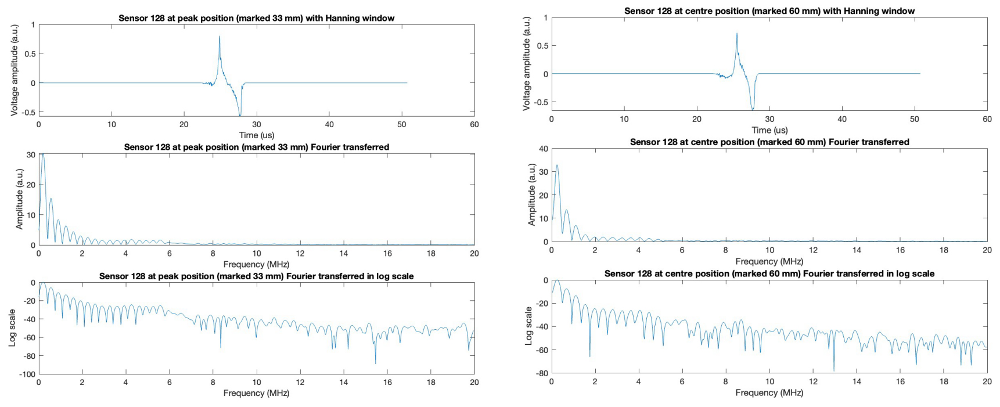 Sensor 128 at peak position (marked 33 mm) with Hanning window
Voltage amplitude (a.u.)
1
0.5
0
-0.5
0 10 20 30 40 50 60
Time (us)
Sensor 128 at peak position (marked 33 mm) Fourier transferred
Amplitude (a.u.)
30
20
10
0
0 2 4 6 8 10 12 14 16 18 20
Frequency (MHz)
Sensor 128 at peak position (marked 33 mm) Fourier transferred in log scale
Log scale
0
-20
-40
-60
-80
-100
0 2 4 6 8 10 12 14 16 18 20
Frequency (MHz)
Sensor 128 at centre position (marked 60 mm) with Hanning window
Voltage amplitude (a.u.)
1
0.5
0
-0.5
0 10 20 30 40 50 60
Time (us)
Sensor 128 at centre position (marked 60 mm) Fourier transferred
Amplitude (a.u.)
40
30
20
10
0
0 2 4 6 8 10 12 14 16 18 20
Frequency (MHz)
Sensor 128 at centre position (marked 60 mm) Fourier transferred in log scale
Log scale
0
-20
-40
-60
-80
0 2 4 6 8 10 12 14 16 18 20
Frequency (MHz)